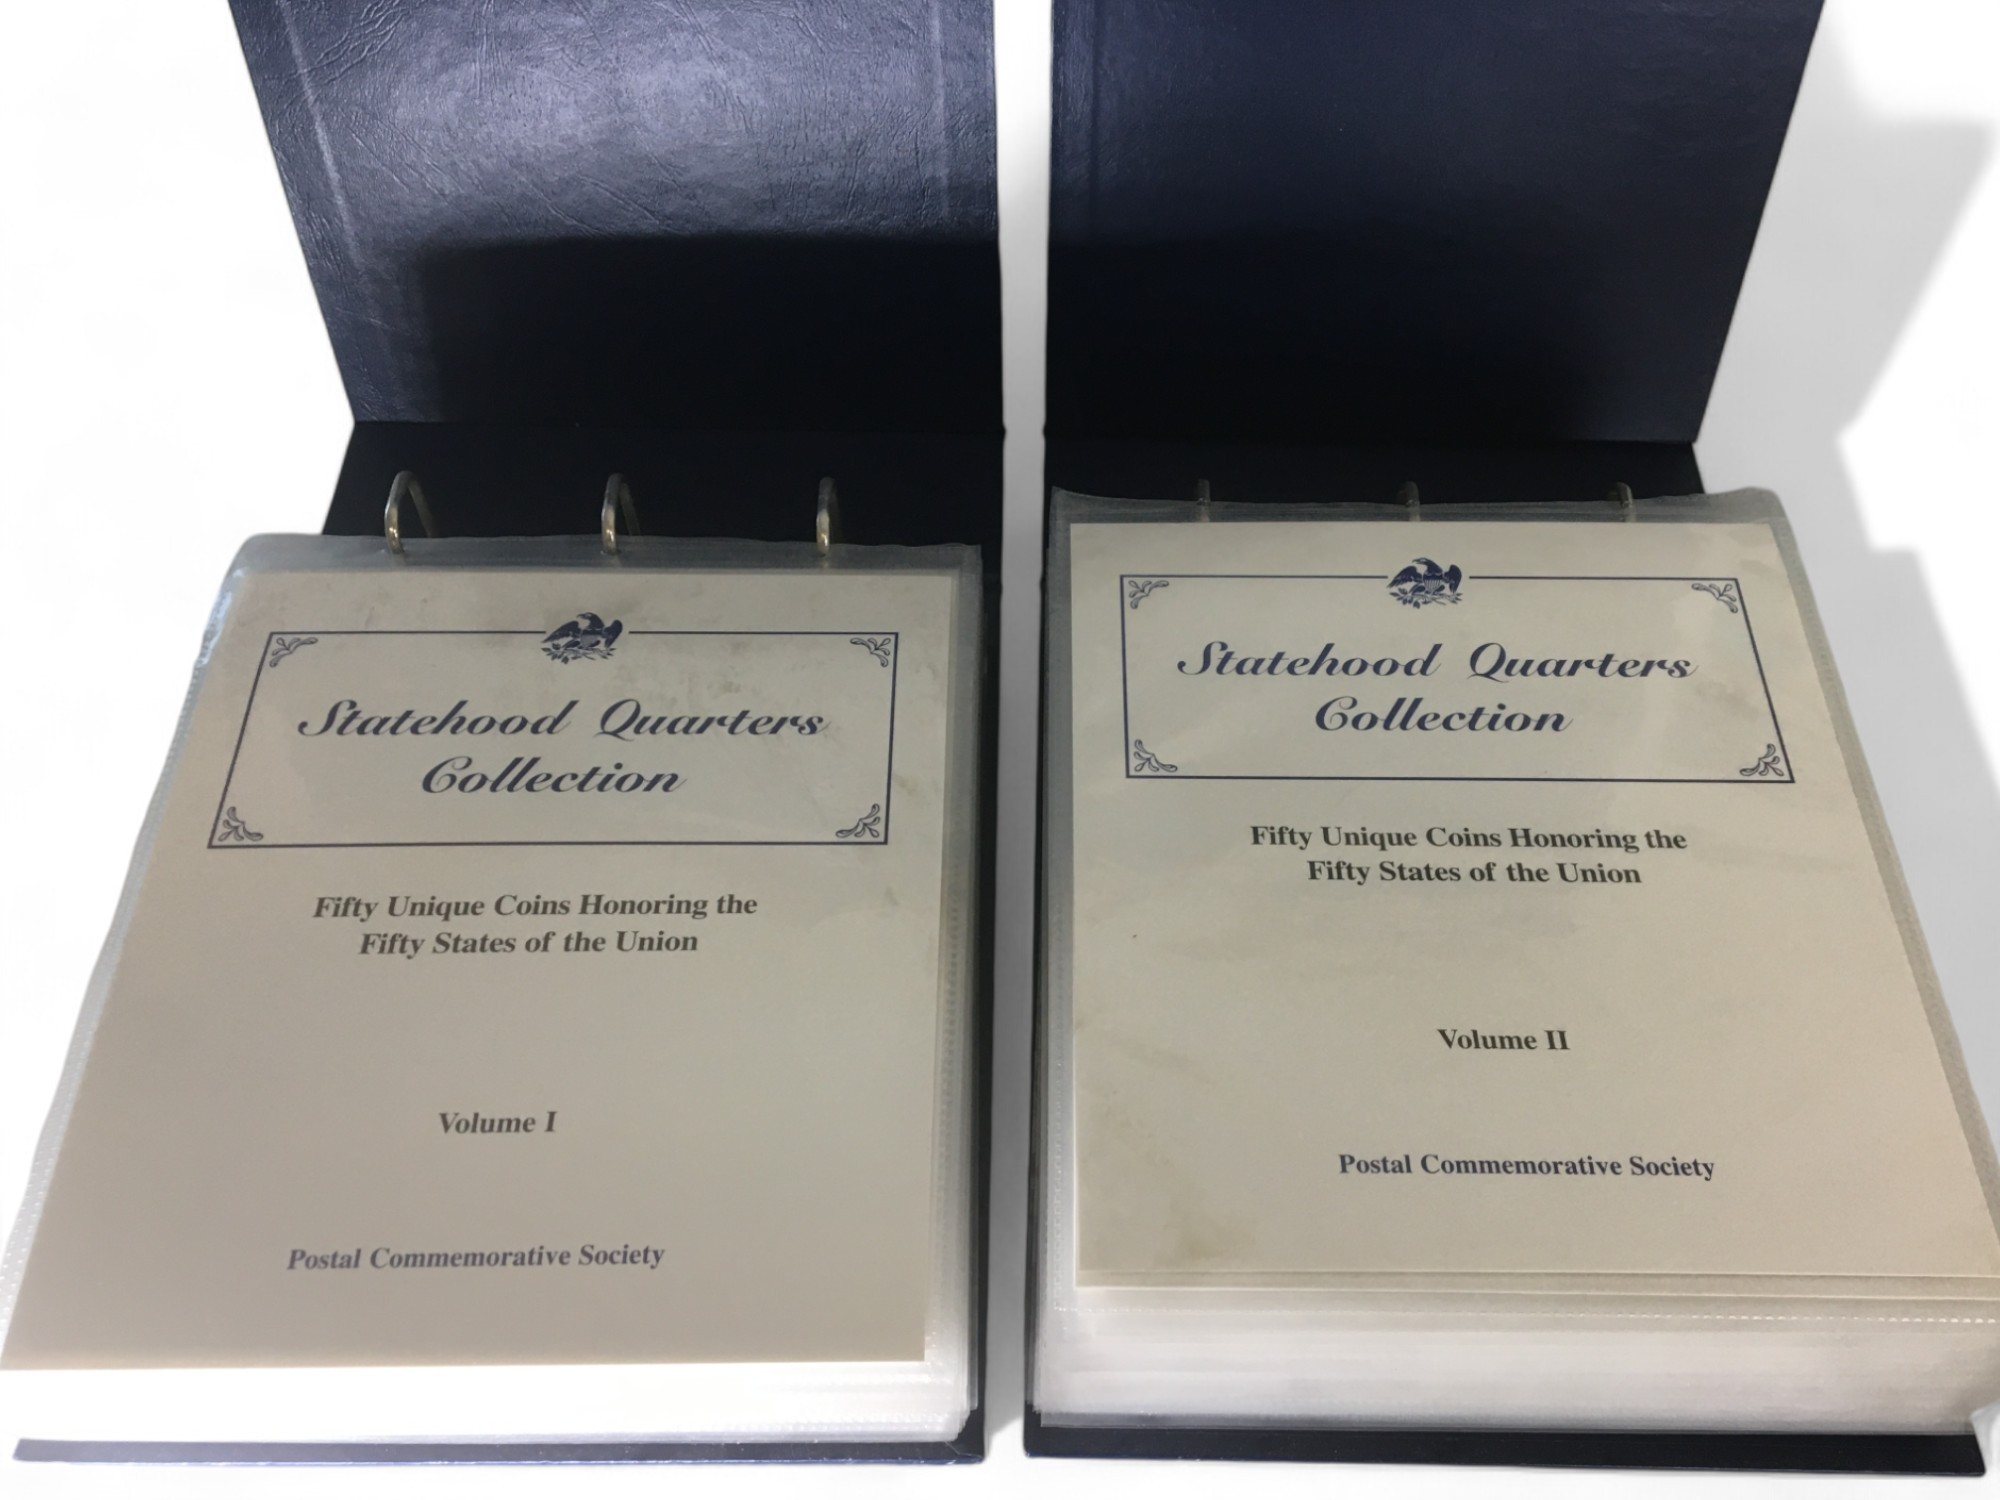 Statehood Quarters
Collection
Fifty Unique Coins Honoring the
Fifty States of the Union
Volume I
Postal Commemorative Society
Statehood Quarters
Collection
Fifty Unique Coins Honoring the
Fifty States of the Union
Volume II
Postal Commemorative Society